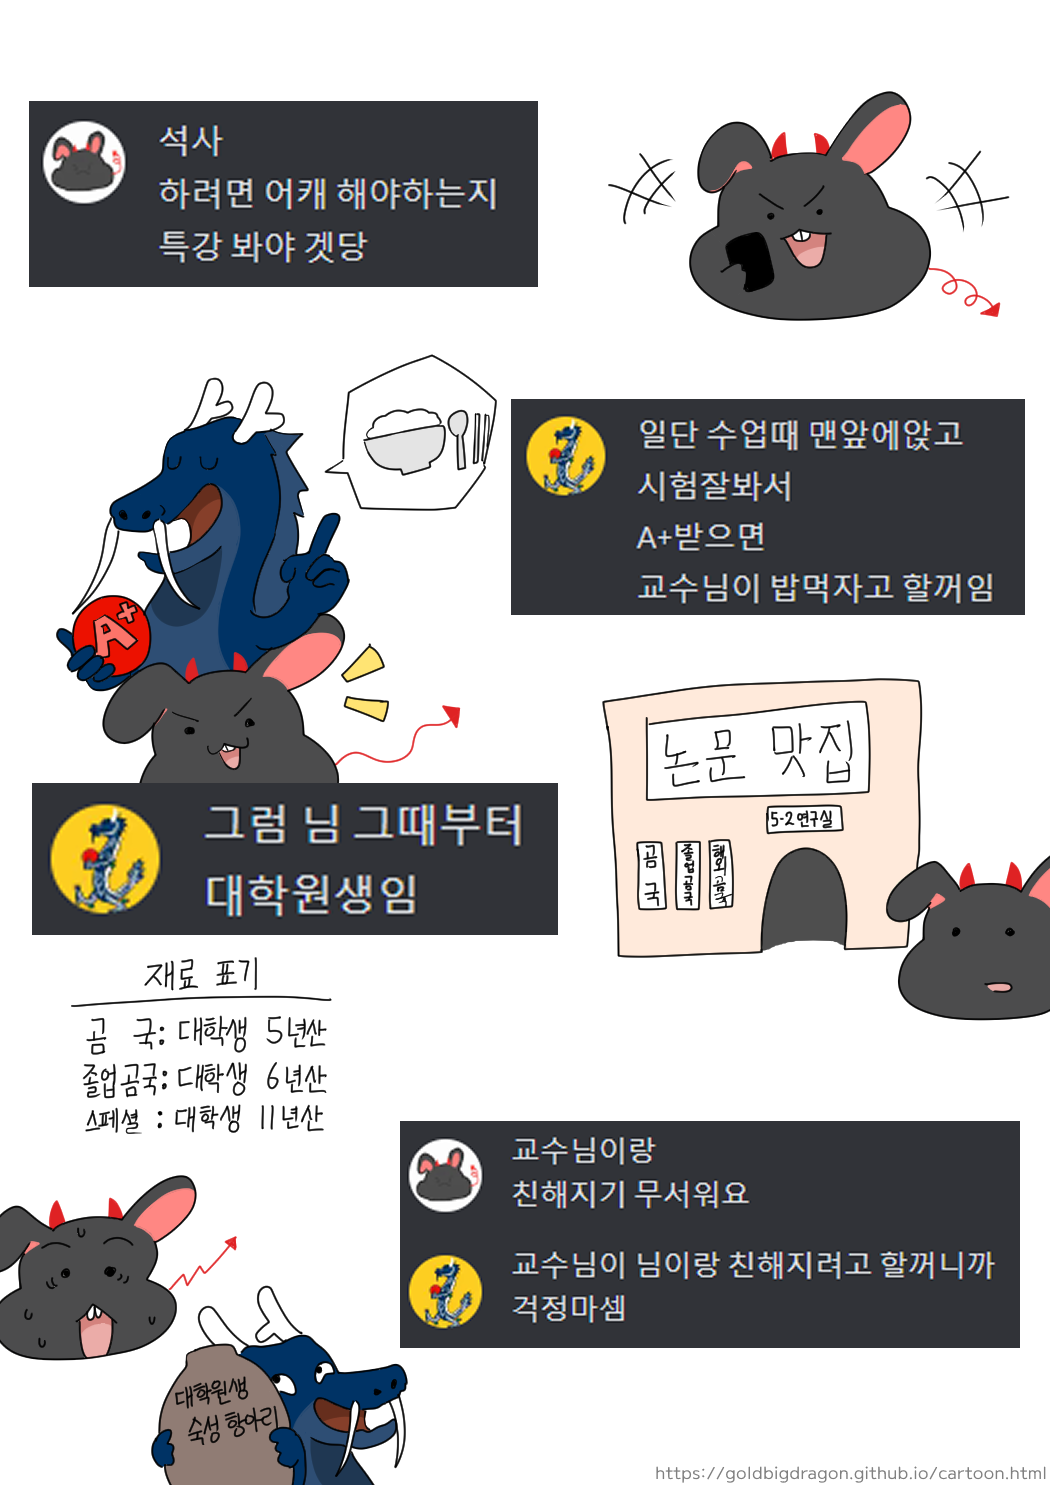 석사
하려면 어캐 해야하는지
특강 봐야 겟당
일단 수업때 맨앞에앉고
시험잘봐서
A+받으면
교수님이 밥먹자고 할꺼임
A+
그럼 님 그때부터
대학원생임
논문 맛집
5-2 연구실
곰국
졸업곰국
해외곰국
재료 표기
곰 국: 대학생 5년산
졸업곰국: 대학생 6년산
스페셜 : 대학생 11년산
교수님이랑
친해지기 무서워요
교수님이 님이랑 친해지려고 할꺼니까
걱정마셈
대학원생
숙성 항아리
https://goldbigdragon.github.io/cartoon.html